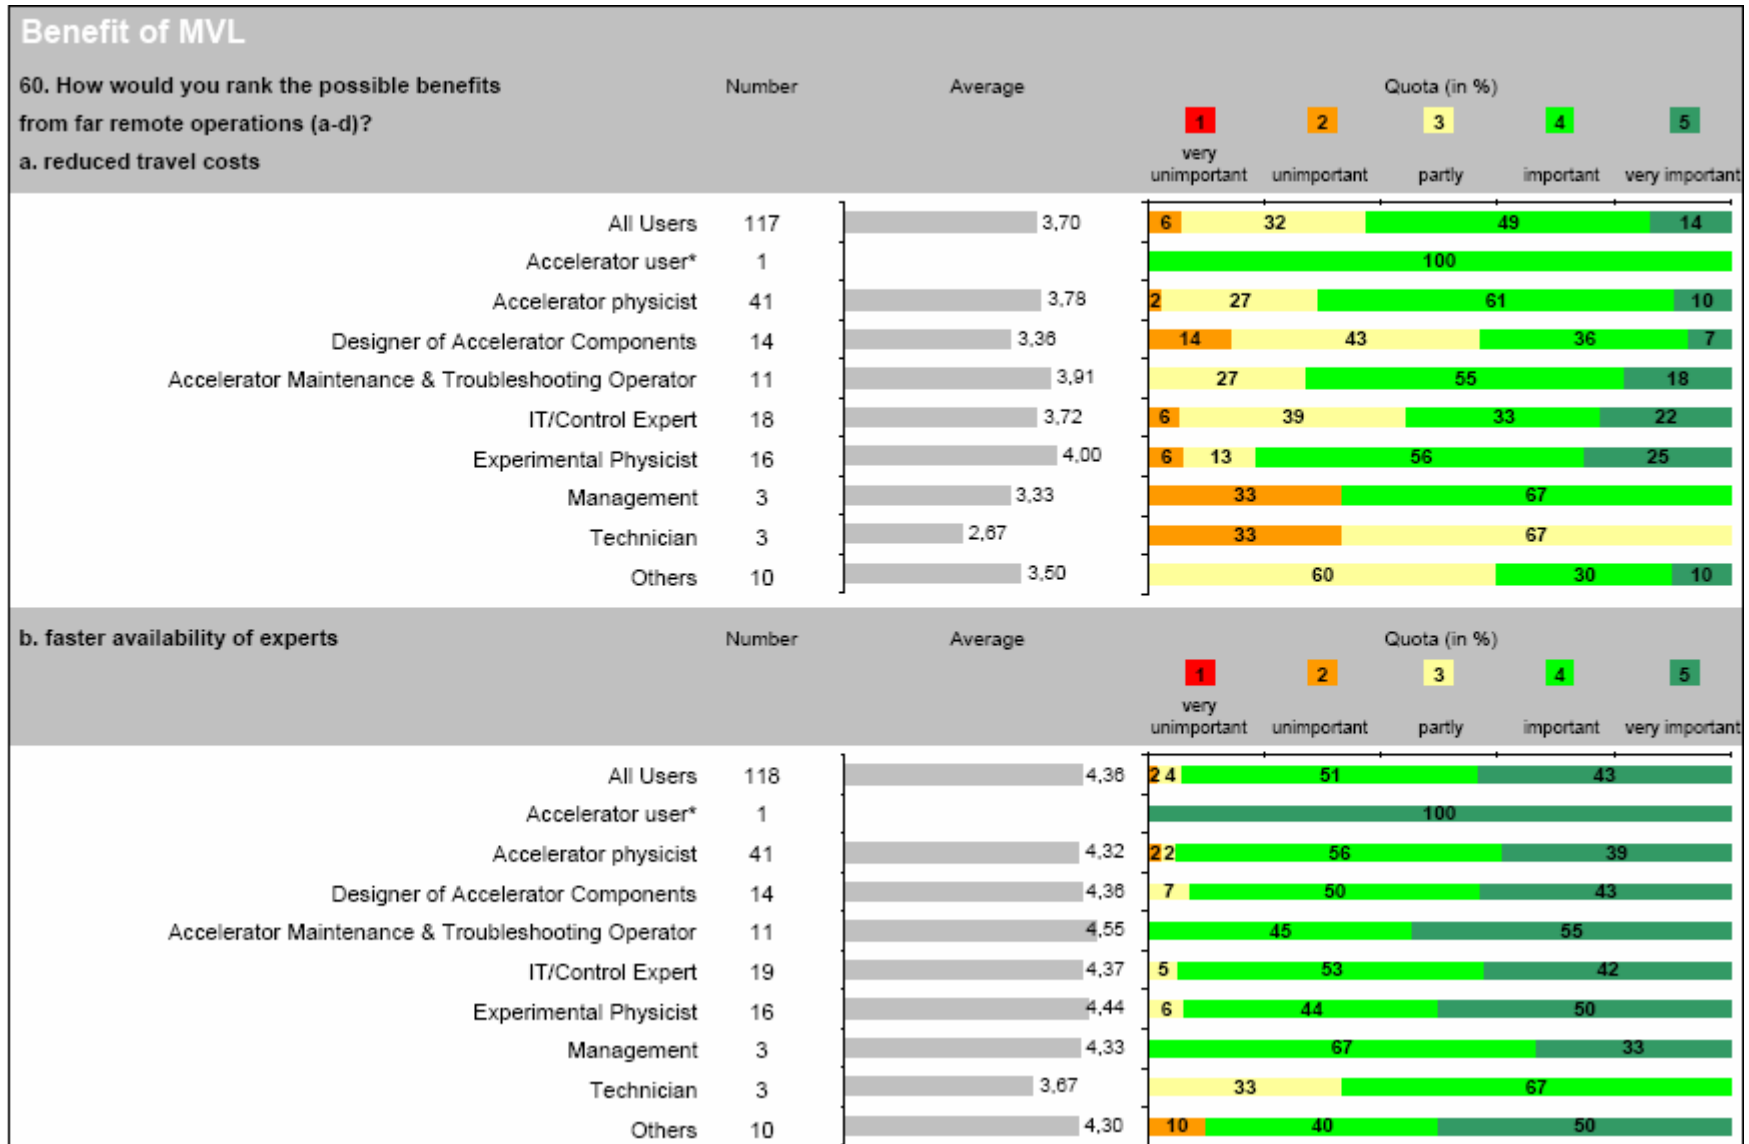 Benefit of MVL
60. How would you rank the possible benefits Number Average Quota (in %)
from far remote operations (a-d)? 1 2 3 4 5
a. reduced travel costs very unimportant unimportant partly important very important
All Users 117 3,70 6 32 49 14
Accelerator user* 1 100
Accelerator physicist 41 3,78 2 27 61 10
Designer of Accelerator Components 14 3,36 14 43 36 7
Accelerator Maintenance & Troubleshooting Operator 11 3,91 27 55 18
IT/Control Expert 18 3,72 6 39 33 22
Experimental Physicist 16 4,00 6 13 56 25
Management 3 3,33 33 67
Technician 3 2,67 33 67
Others 10 3,50 60 30 10
b. faster availability of experts Number Average Quota (in %)
1 2 3 4 5
very unimportant unimportant partly important very important
All Users 118 4,36 2 4 51 43
Accelerator user* 1 100
Accelerator physicist 41 4,32 2 2 56 39
Designer of Accelerator Components 14 4,36 7 50 43
Accelerator Maintenance & Troubleshooting Operator 11 4,55 45 55
IT/Control Expert 19 4,37 5 53 42
Experimental Physicist 16 4,44 6 44 50
Management 3 4,33 67 33
Technician 3 3,67 33 67
Others 10 4,30 10 40 50